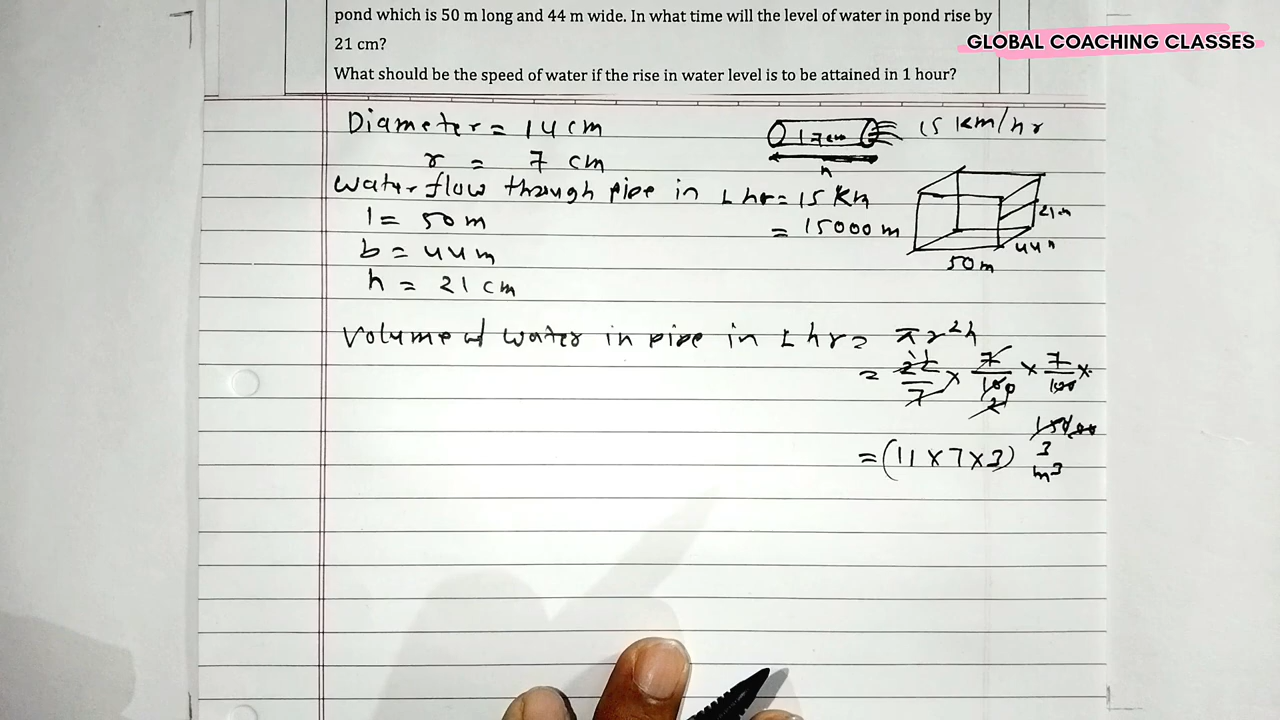 pond which is 50 m long and 44 m wide. In what time will the level of water in pond rise by
21 cm?
GLOBAL COACHING CLASSES
What should be the speed of water if the rise in water level is to be attained in 1 hour?
Diameter = 14 cm
17cm
15 Km/hr
r = 7 cm
h
water flow through pipe in 1 hr = 15 Km
l = 50 m
= 15000 m
21
44
b = 44 m
50 m
h = 21 cm
Volume of water in pipe in 1 hr = πr²h
= 22/7 × 7/100 × 7/100 ×
2
15000
= (11 × 7 × 3)
3
m³